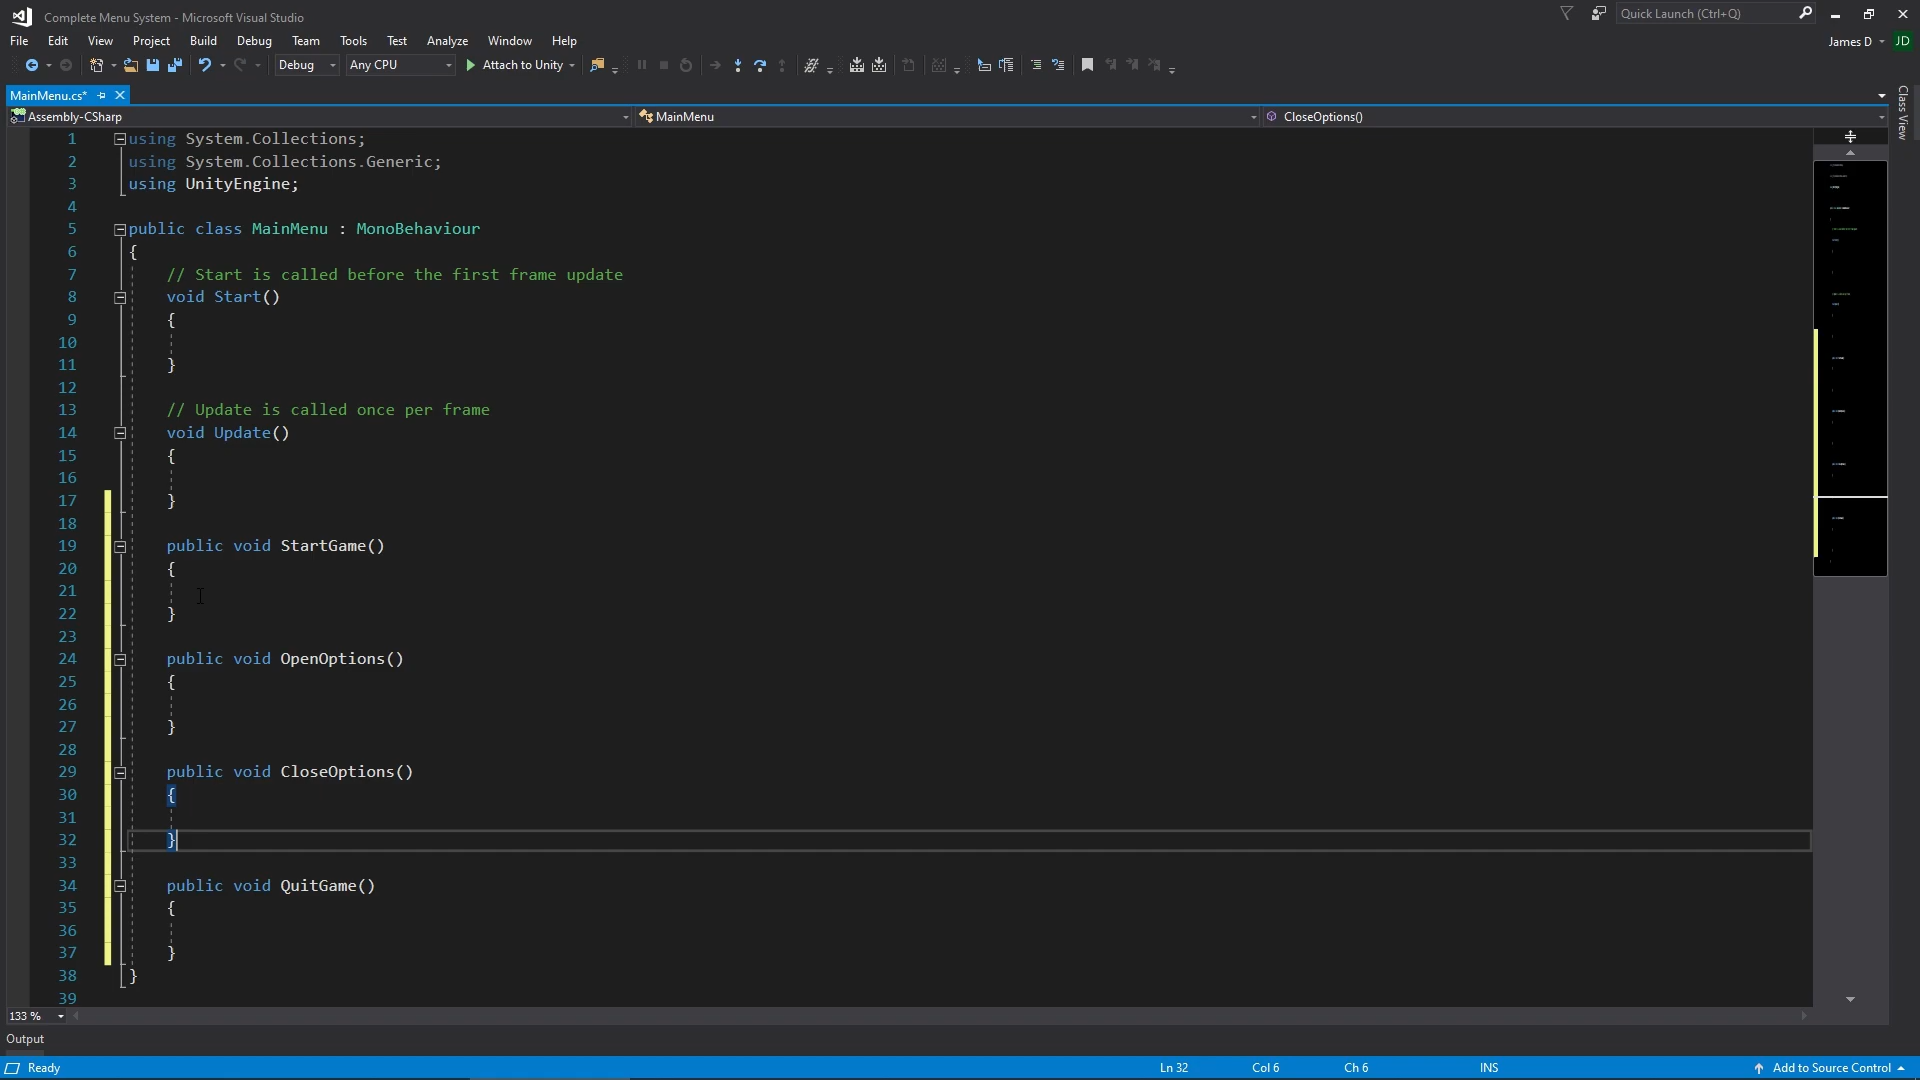 Complete Menu System - Microsoft Visual Studio
Quick Launch (Ctrl+Q)
File Edit View Project Build Debug Team Tools Test Analyze Window Help
James D JD
Debug Any CPU Attach to Unity
MainMenu.cs*
Class View
Assembly-CSharp MainMenu CloseOptions()
1 using System.Collections;
2 using System.Collections.Generic;
3 using UnityEngine;
4
5 public class MainMenu : MonoBehaviour
6 {
7 // Start is called before the first frame update
8 void Start()
9 {
10
11 }
12
13 // Update is called once per frame
14 void Update()
15 {
16
17 }
18
19 public void StartGame()
20 {
21
22 }
23
24 public void OpenOptions()
25 {
26
27 }
28
29 public void CloseOptions()
30 {
31
32 }
33
34 public void QuitGame()
35 {
36
37 }
38 }
39
133 %
Output
Ready Ln 32 Col 6 Ch 6 INS Add to Source Control